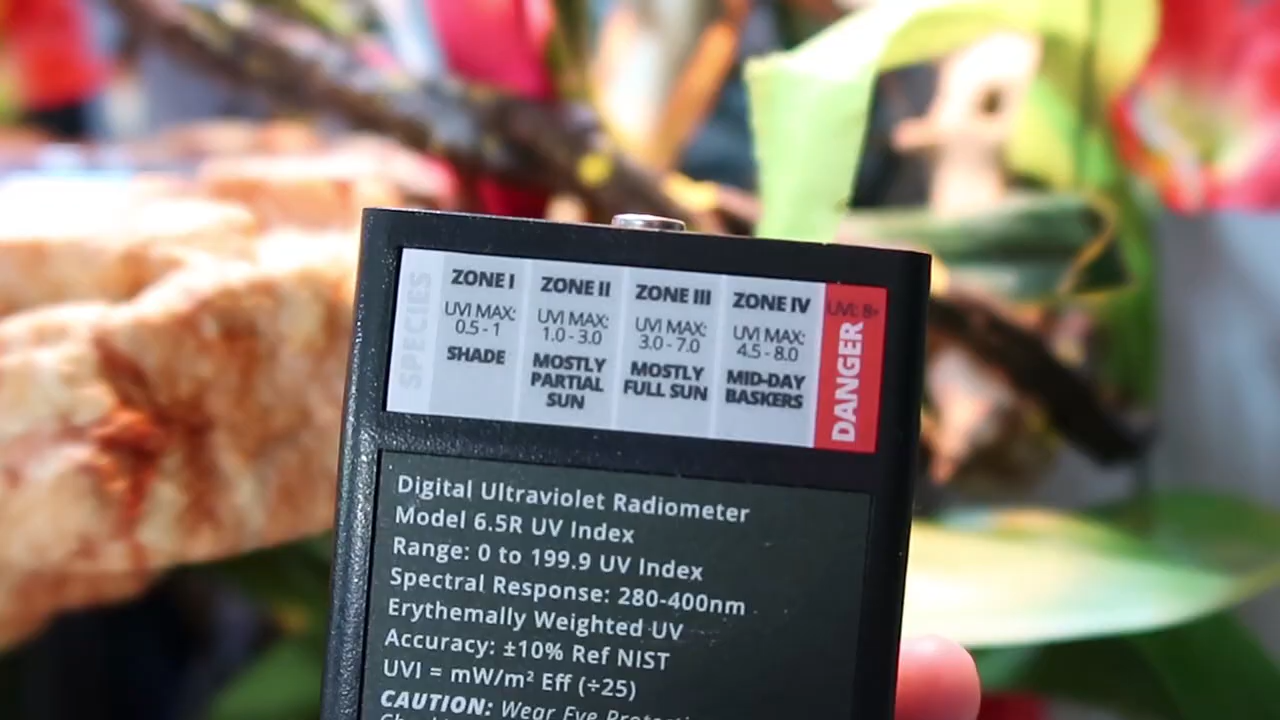 SPECIES
ZONE I
UVI MAX:
0.5 - 1
SHADE
ZONE II
UVI MAX:
1.0 - 3.0
MOSTLY
PARTIAL
SUN
ZONE III
UVI MAX:
3.0 - 7.0
MOSTLY
FULL SUN
ZONE IV
UVI MAX:
4.5 - 8.0
MID-DAY
BASKERS
UVI: 8+
DANGER
Digital Ultraviolet Radiometer
Model 6.5R UV Index
Range: 0 to 199.9 UV Index
Spectral Response: 280-400nm
Erythemally Weighted UV
Accuracy: ±10% Ref NIST
UVI = mW/m² Eff (÷25)
CAUTION: Wear Eye